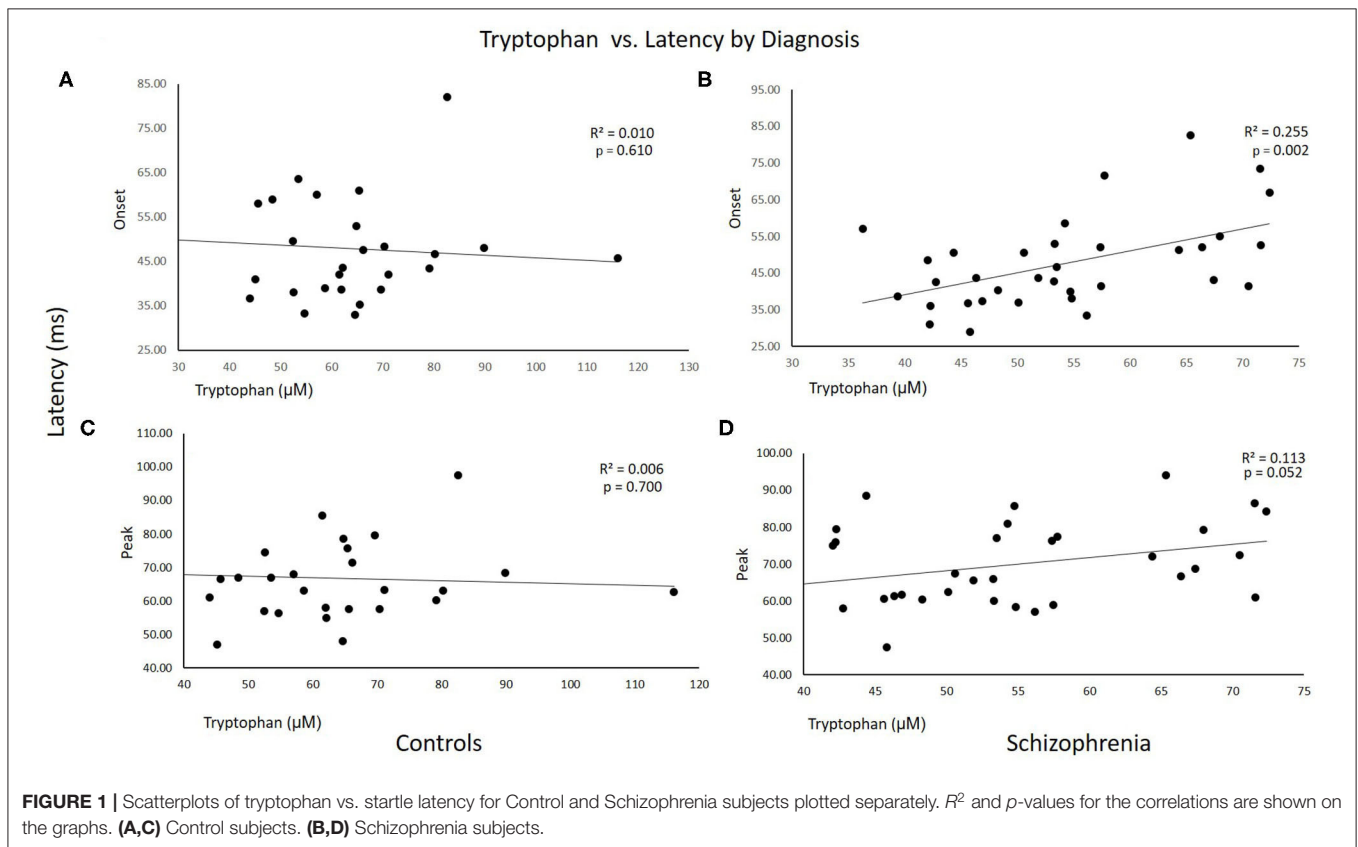 Tryptophan vs. Latency by Diagnosis
Latency (ms)
A
Onset
85.00
75.00
65.00
55.00
45.00
35.00
25.00
R² = 0.010
p = 0.610
30 40 50 60 70 80 90 100 110 120 130
Tryptophan (µM)
B
Onset
95.00
85.00
75.00
65.00
55.00
45.00
35.00
25.00
R² = 0.255
p = 0.002
30 35 40 45 50 55 60 65 70 75
Tryptophan (µM)
C
Peak
110.00
100.00
90.00
80.00
70.00
60.00
50.00
40.00
R² = 0.006
p = 0.700
40 50 60 70 80 90 100 110 120
Tryptophan (µM)
Controls
D
Peak
100.00
90.00
80.00
70.00
60.00
50.00
40.00
R² = 0.113
p = 0.052
40 45 50 55 60 65 70 75
Tryptophan (µM)
Schizophrenia
FIGURE 1 | Scatterplots of tryptophan vs. startle latency for Control and Schizophrenia subjects plotted separately. R² and p-values for the correlations are shown on
the graphs. (A,C) Control subjects. (B,D) Schizophrenia subjects.